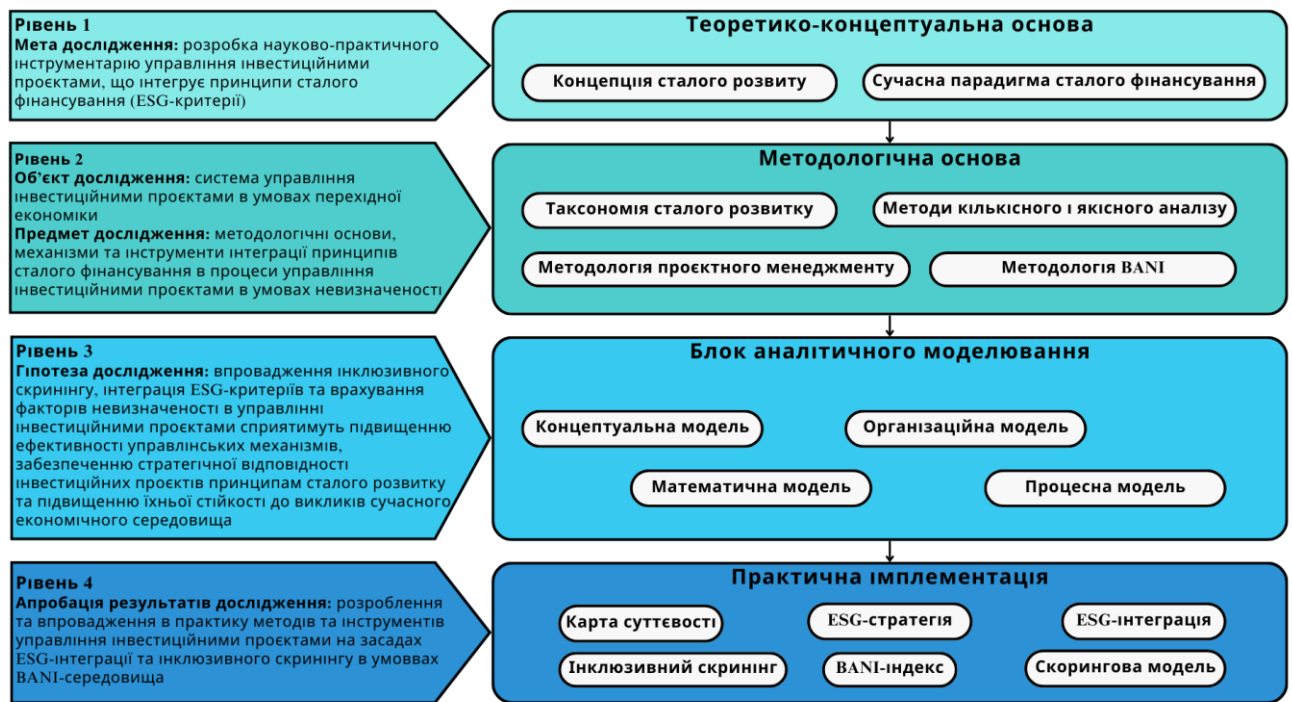 Рівень 1
Мета дослідження: розробка науково-практичного
інструментарію управління інвестиційними
проєктами, що інтегрує принципи сталого
фінансування (ESG-критерії)
Теоретико-концептуальна основа
Концепція сталого розвиту
Сучасна парадигма сталого фінансування
Рівень 2
Об’єкт дослідження: система управління
інвестиційними проєктами в умовах перехідної
економіки
Предмет дослідження: методологічні основи,
механізми та інструменти інтеграції принципів
сталого фінансування в процеси управління
інвестиційними проєктами в умовах невизначеності
Методологічна основа
Таксономія сталого розвитку
Методи кількісного і якісного аналізу
Методологія проєктного менеджменту
Методологія BANI
Рівень 3
Гіпотеза дослідження: впровадження інклюзивного
скринінгу, інтеграція ESG-критеріїв та врахування
факторів невизначеності в управлінні
інвестиційними проєктами сприятимуть підвищенню
ефективності управлінських механізмів,
забезпеченню стратегічної відповідності
інвестиційних проєктів принципам сталого розвитку
та підвищенню їхньої стійкості до викликів сучасного
економічного середовища
Блок аналітичного моделювання
Концептуальна модель
Організаційна модель
Математична модель
Процесна модель
Рівень 4
Апробація результатів дослідження: розроблення
та впровадження в практику методів та інструментів
управління інвестиційними проєктами на засадах
ESG-інтеграції та інклюзивного скринінгу в умоввах
BANI-середовища
Практична імплементація
Карта суттєвості
ESG-стратегія
ESG-інтеграція
Інклюзивний скринінг
BANI-індекс
Скорингова модель